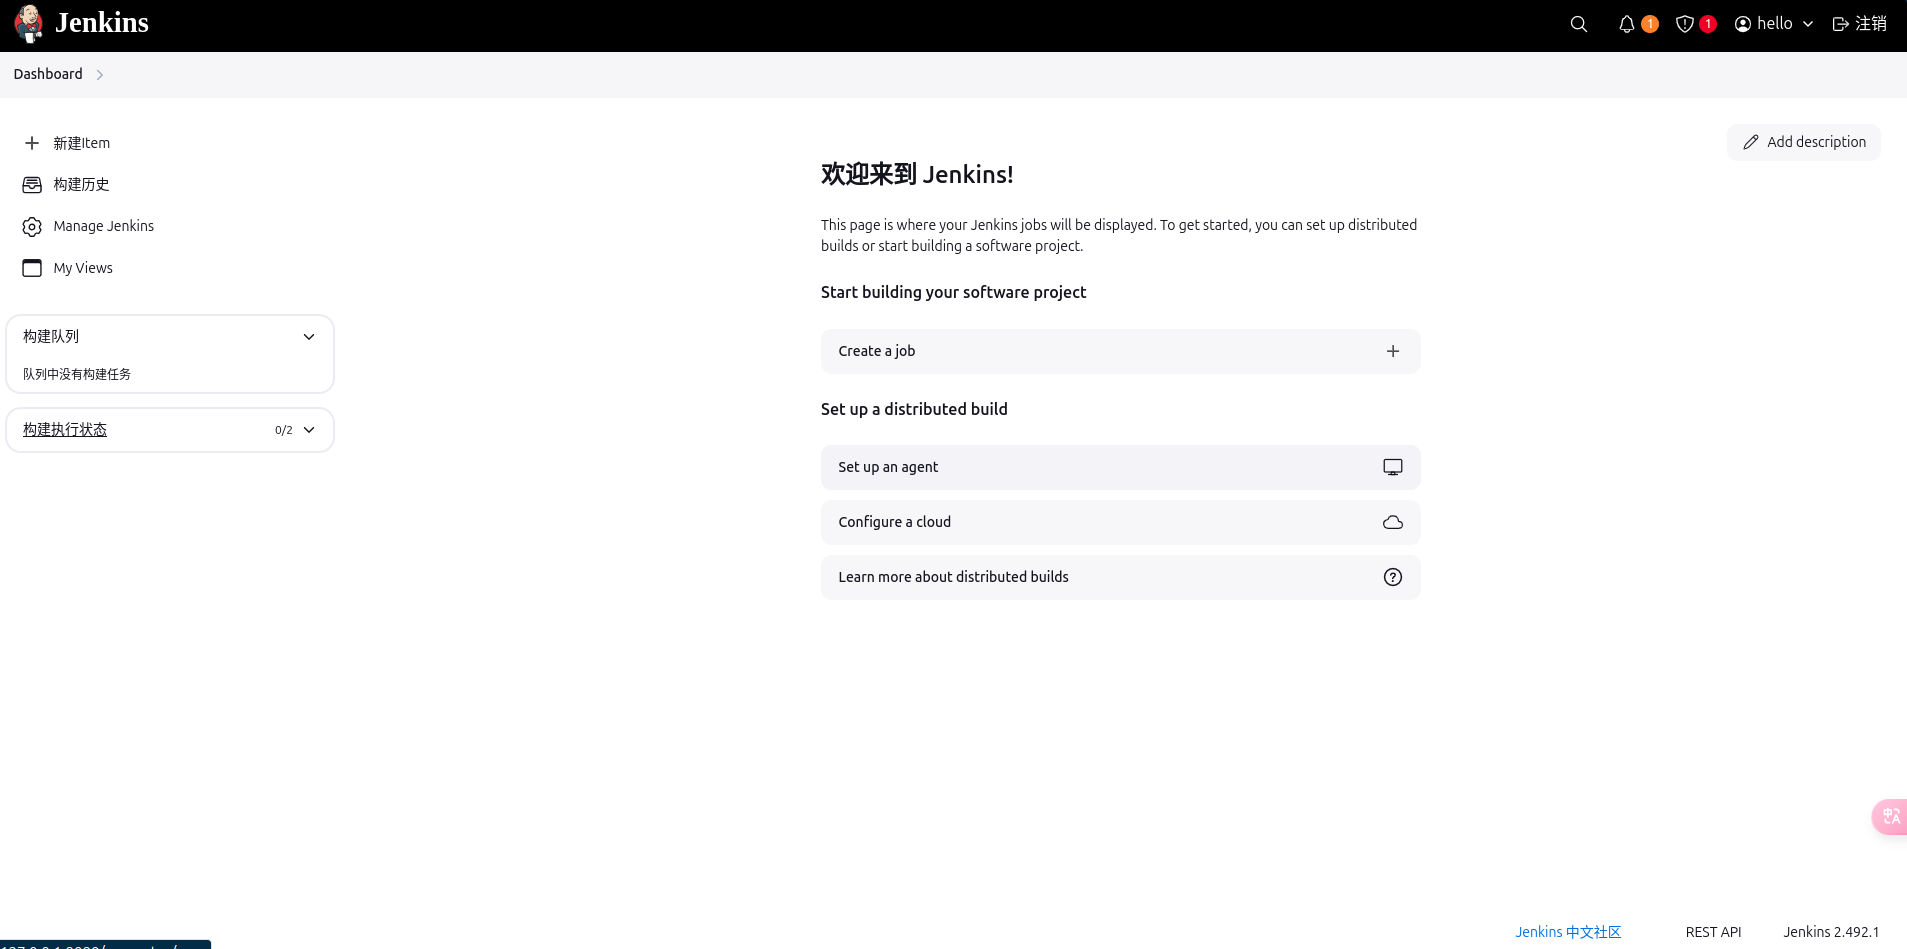 Jenkins
1
1
hello
注销
Dashboard
新建Item
构建历史
Manage Jenkins
My Views
构建队列
队列中没有构建任务
构建执行状态
0/2
Add description
欢迎来到 Jenkins!
This page is where your Jenkins jobs will be displayed. To get started, you can set up distributed
builds or start building a software project.
Start building your software project
Create a job
Set up a distributed build
Set up an agent
Configure a cloud
Learn more about distributed builds
Jenkins 中文社区
REST API
Jenkins 2.492.1